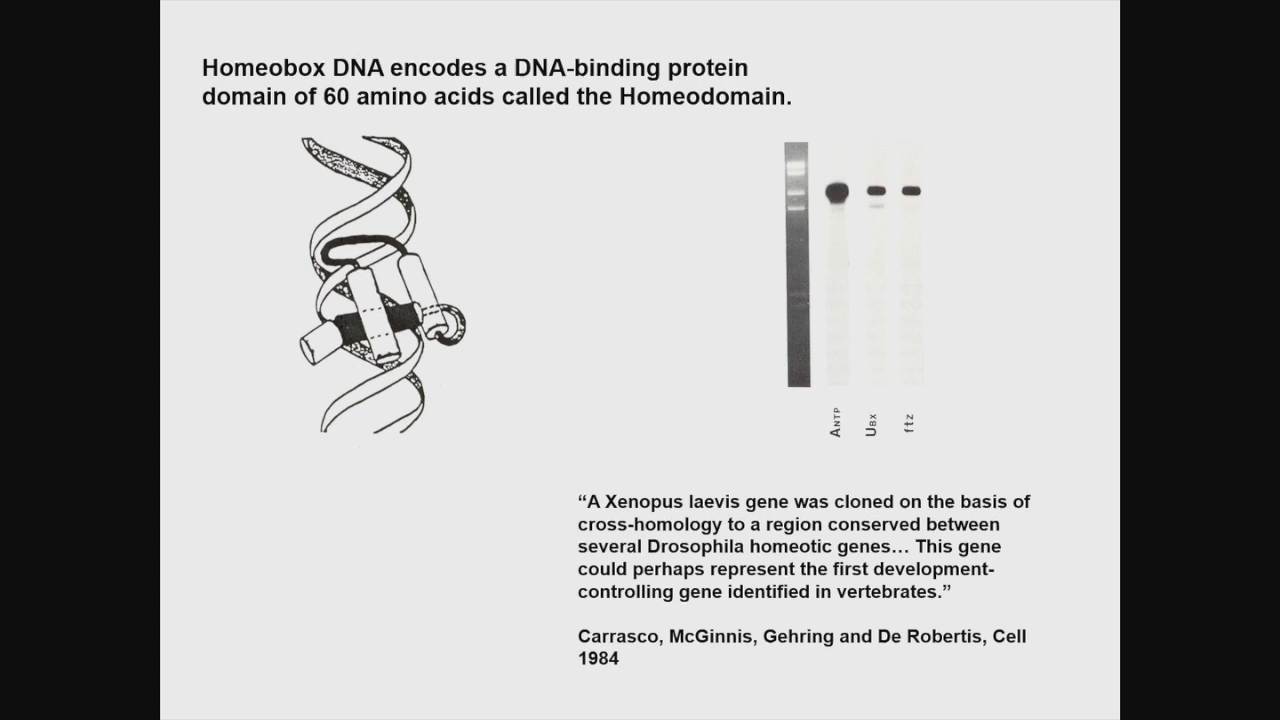 Homeobox DNA encodes a DNA-binding protein
domain of 60 amino acids called the Homeodomain.
ANTP
UBX
ftz
“A Xenopus laevis gene was cloned on the basis of
cross-homology to a region conserved between
several Drosophila homeotic genes… This gene
could perhaps represent the first development-
controlling gene identified in vertebrates.”
Carrasco, McGinnis, Gehring and De Robertis, Cell
1984